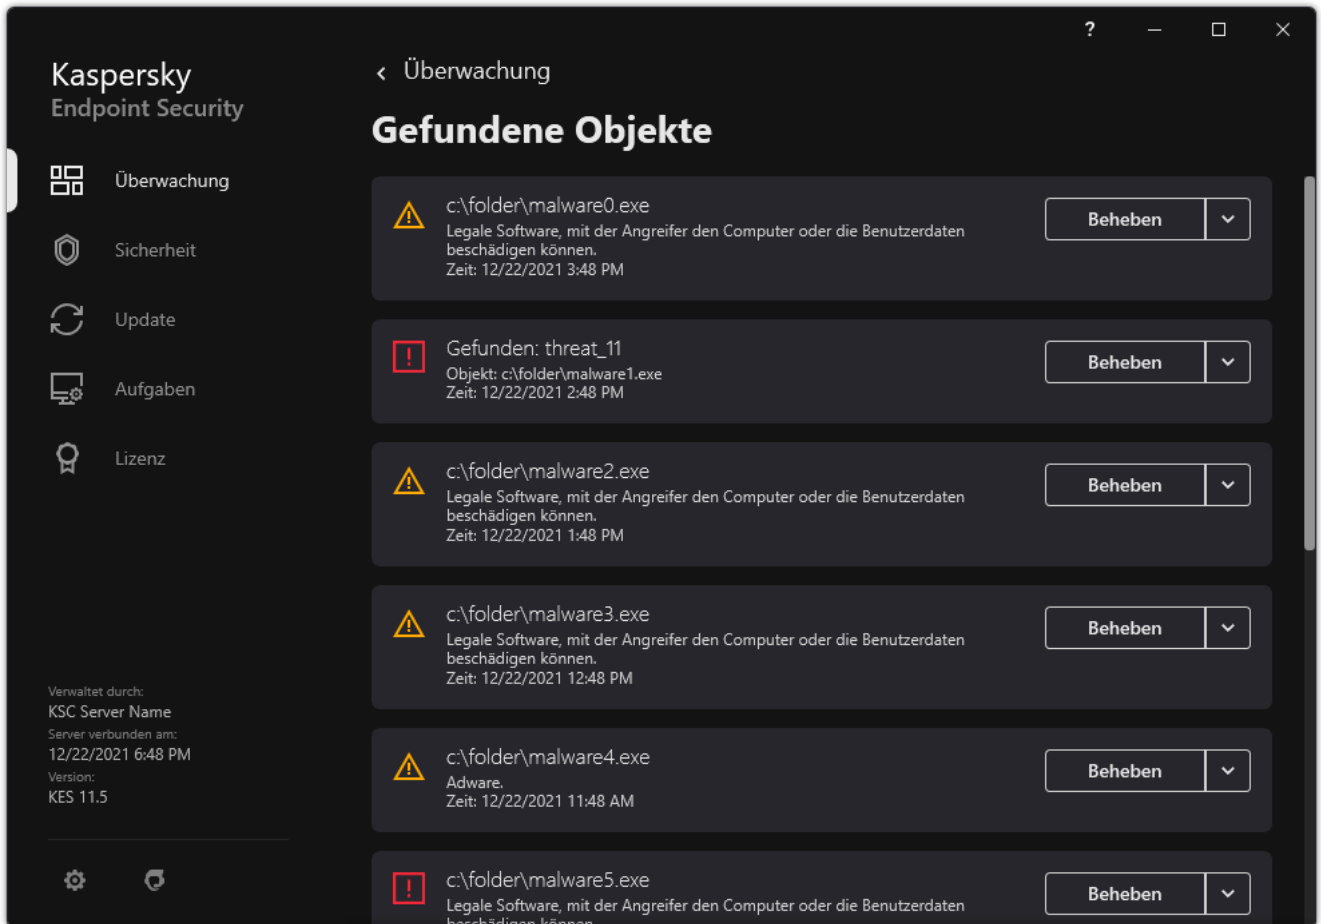 ?
Kaspersky
Endpoint Security
Überwachung
Sicherheit
Update
Aufgaben
Lizenz
Verwaltet durch:
KSC Server Name
Server verbunden am:
12/22/2021 6:48 PM
Version:
KES 11.5
Überwachung
Gefundene Objekte
c:\folder\malware0.exe
Legale Software, mit der Angreifer den Computer oder die Benutzerdaten
beschädigen können.
Zeit: 12/22/2021 3:48 PM
Beheben
Gefunden: threat_11
Objekt: c:\folder\malware1.exe
Zeit: 12/22/2021 2:48 PM
Beheben
c:\folder\malware2.exe
Legale Software, mit der Angreifer den Computer oder die Benutzerdaten
beschädigen können.
Zeit: 12/22/2021 1:48 PM
Beheben
c:\folder\malware3.exe
Legale Software, mit der Angreifer den Computer oder die Benutzerdaten
beschädigen können.
Zeit: 12/22/2021 12:48 PM
Beheben
c:\folder\malware4.exe
Adware.
Zeit: 12/22/2021 11:48 AM
Beheben
c:\folder\malware5.exe
Legale Software, mit der Angreifer den Computer oder die Benutzerdaten
beschädigen können.
Beheben